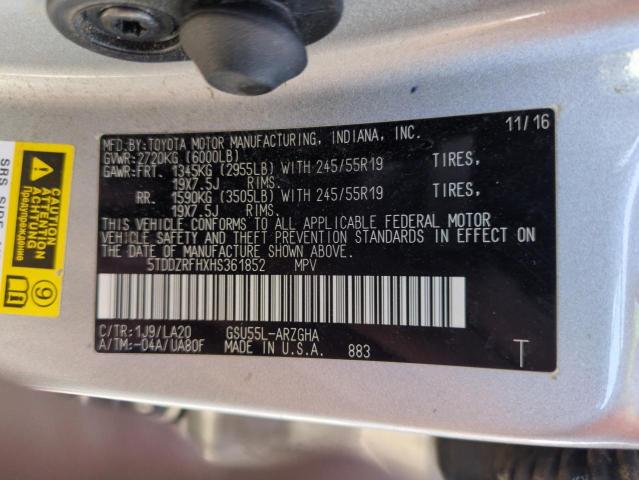 MFD.BY:TOYOTA MOTOR MANUFACTURING, INDIANA, INC. 11/16
GVWR:2720KG (6000LB)
GAWR:FRT. 1345KG (2955LB) WITH 245/55R19 TIRES,
19X7.5J RIMS.
RR. 1590KG (3505LB) WITH 245/55R19 TIRES,
19X7.5J RIMS.
THIS VEHICLE CONFORMS TO ALL APPLICABLE FEDERAL MOTOR
VEHICLE SAFETY AND THEFT PREVENTION STANDARDS IN EFFECT ON
THE DATE OF MANUFACTURE SHOWN ABOVE.
5TDDZRFHXHS361852 MPV
C/TR:1J9/LA20 GSU55L-ARZGHA
A/TM:-04A/UA80F MADE IN U.S.A. 883
T
CAUTION
ATTENTION
ACHTUNG
Предупреждение
9
SRS SIDE